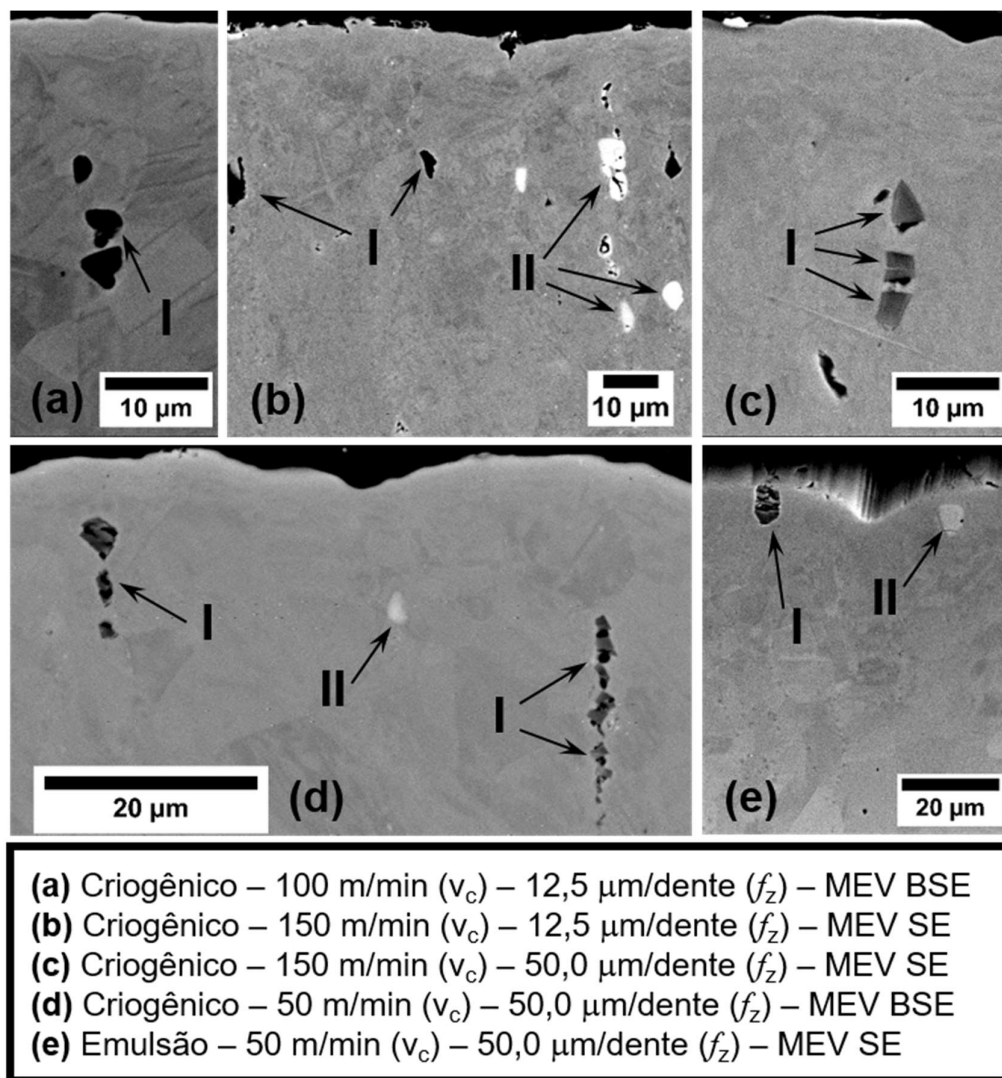 I
(a)
10 µm
I
II
(b)
10 µm
I
(c)
10 µm
I
II
I
20 µm
(d)
I
II
(e)
20 µm
(a) Criogênico – 100 m/min (vc) – 12,5 µm/dente (fz) – MEV BSE
(b) Criogênico – 150 m/min (vc) – 12,5 µm/dente (fz) – MEV SE
(c) Criogênico – 150 m/min (vc) – 50,0 µm/dente (fz) – MEV SE
(d) Criogênico – 50 m/min (vc) – 50,0 µm/dente (fz) – MEV BSE
(e) Emulsão – 50 m/min (vc) – 50,0 µm/dente (fz) – MEV SE